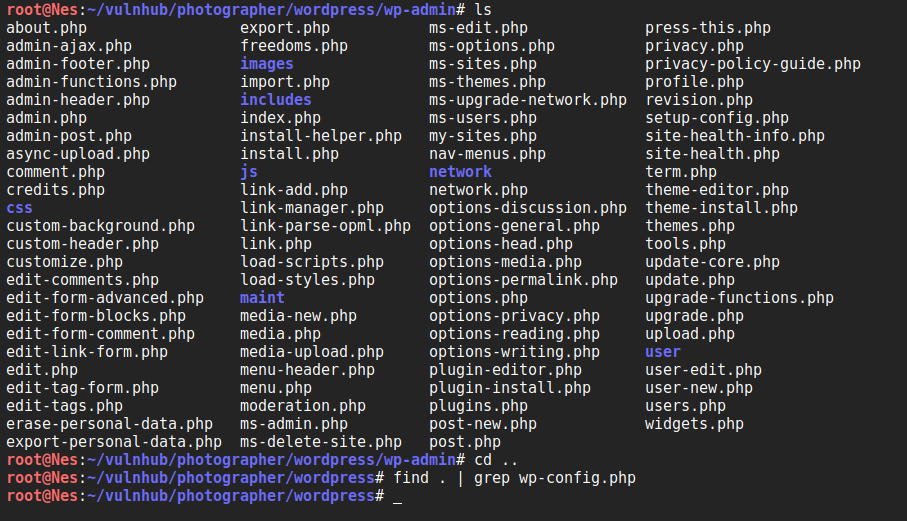 root@Nes:~/vulnhub/photographer/wordpress/wp-admin# ls
about.php export.php ms-edit.php press-this.php
admin-ajax.php freedoms.php ms-options.php privacy.php
admin-footer.php images ms-sites.php privacy-policy-guide.php
admin-functions.php import.php ms-themes.php profile.php
admin-header.php includes ms-upgrade-network.php revision.php
admin.php index.php ms-users.php setup-config.php
admin-post.php install-helper.php my-sites.php site-health-info.php
async-upload.php install.php nav-menus.php site-health.php
comment.php js network term.php
credits.php link-add.php network.php theme-editor.php
css link-manager.php options-discussion.php theme-install.php
custom-background.php link-parse-opml.php options-general.php themes.php
custom-header.php link.php options-head.php tools.php
customize.php load-scripts.php options-media.php update-core.php
edit-comments.php load-styles.php options-permalink.php update.php
edit-form-advanced.php maint options.php upgrade-functions.php
edit-form-blocks.php media-new.php options-privacy.php upgrade.php
edit-form-comment.php media.php options-reading.php upload.php
edit-link-form.php media-upload.php options-writing.php user
edit.php menu-header.php plugin-editor.php user-edit.php
edit-tag-form.php menu.php plugin-install.php user-new.php
edit-tags.php moderation.php plugins.php users.php
erase-personal-data.php ms-admin.php post-new.php widgets.php
export-personal-data.php ms-delete-site.php post.php
root@Nes:~/vulnhub/photographer/wordpress/wp-admin# cd ..
root@Nes:~/vulnhub/photographer/wordpress# find . | grep wp-config.php
root@Nes:~/vulnhub/photographer/wordpress# _